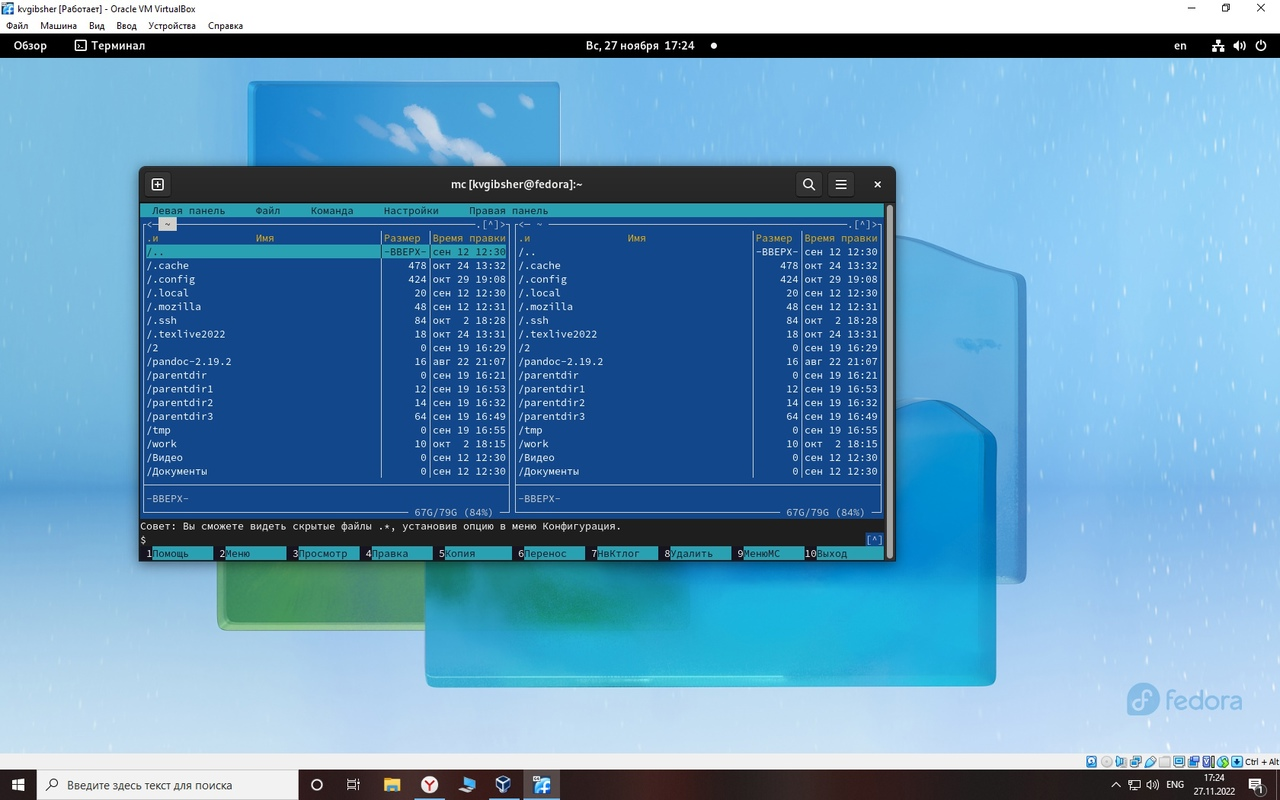 kvgibsher [Работает] - Oracle VM VirtualBox
Файл Машина Вид Ввод Устройства Справка
Обзор Терминал Вс, 27 ноября 17:24 en
mc [kvgibsher@fedora]:~
Левая панель Файл Команда Настройки Правая панель
<- ~ .[^]> <- ~ .[^]>
.и Имя Размер Время правки .и Имя Размер Время правки
/.. -ВВЕРХ- сен 12 12:30 /.. -ВВЕРХ- сен 12 12:30
/.cache 478 окт 24 13:32 /.cache 478 окт 24 13:32
/.config 424 окт 29 19:08 /.config 424 окт 29 19:08
/.local 20 сен 12 12:30 /.local 20 сен 12 12:30
/.mozilla 48 сен 12 12:31 /.mozilla 48 сен 12 12:31
/.ssh 84 окт 2 18:28 /.ssh 84 окт 2 18:28
/.texlive2022 18 окт 24 13:31 /.texlive2022 18 окт 24 13:31
/2 0 сен 19 16:29 /2 0 сен 19 16:29
/pandoc-2.19.2 16 авг 22 21:07 /pandoc-2.19.2 16 авг 22 21:07
/parentdir 0 сен 19 16:21 /parentdir 0 сен 19 16:21
/parentdir1 12 сен 19 16:53 /parentdir1 12 сен 19 16:53
/parentdir2 14 сен 19 16:32 /parentdir2 14 сен 19 16:32
/parentdir3 64 сен 19 16:49 /parentdir3 64 сен 19 16:49
/tmp 0 сен 19 16:55 /tmp 0 сен 19 16:55
/work 10 окт 2 18:15 /work 10 окт 2 18:15
/Видео 0 сен 12 12:30 /Видео 0 сен 12 12:30
/Документы 0 сен 12 12:30 /Документы 0 сен 12 12:30
-ВВЕРХ- -ВВЕРХ-
67G/79G (84%) 67G/79G (84%)
Совет: Вы сможете видеть скрытые файлы .*, установив опцию в меню Конфигурация.
$ [^]
1Помощь 2Меню 3Просмотр 4Правка 5Копия 6Перенос 7НвКтлог 8Удалить 9МенюМС 10Выход
fedora
Ctrl + Alt
Введите здесь текст для поиска
ENG 17:24
27.11.2022
1